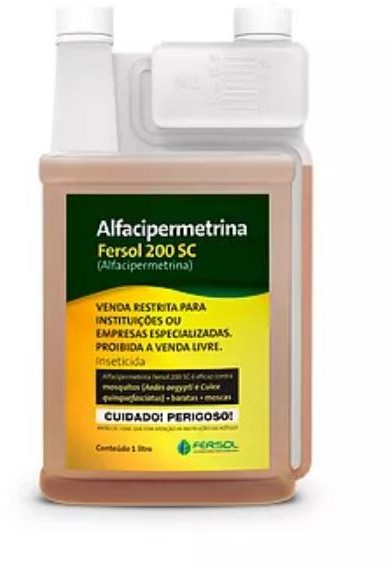 Alfacipermetrina
Fersol 200 SC
(Alfacipermetrina)
VENDA RESTRITA PARA
INSTITUIÇÕES OU
EMPRESAS ESPECIALIZADAS.
PROIBIDA A VENDA LIVRE.
Inseticida
Alfacipermetrina Fersol 200 SC é eficaz contra
mosquitos (Aedes aegypti e Culex
quinquefasciatus) • baratas • moscas
CUIDADO! PERIGOSO!
Conteúdo 1 litro
FERSOL